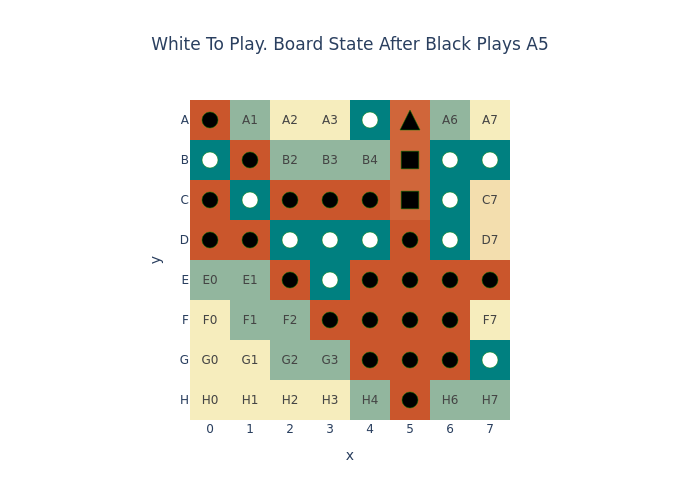 White To Play. Board State After Black Plays A5
A A1 A2 A3 A6 A7
B B2 B3 B4
C C7
D D7
E E0 E1
F F0 F1 F2 F7
G G0 G1 G2 G3
H H0 H1 H2 H3 H4 H6 H7
0 1 2 3 4 5 6 7
x
y